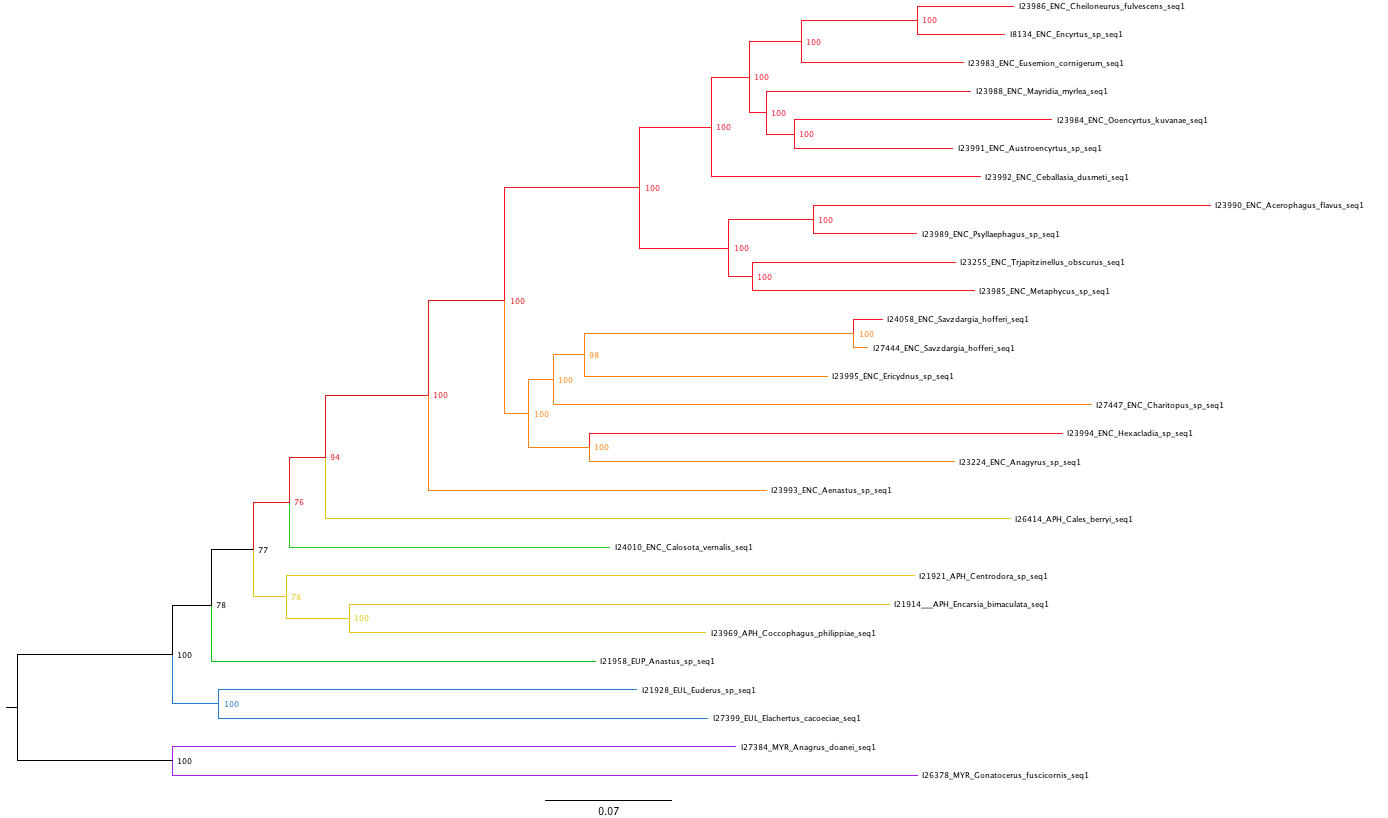 I23986_ENC_Cheiloneurus_fulvescens_seq1
100
I8134_ENC_Encyrtus_sp_seq1
100
I23983_ENC_Eusemion_cornigerum_seq1
100
I23988_ENC_Mayridia_myrlea_seq1
100
I23984_ENC_Ooencyrtus_kuvanae_seq1
100
100
I23991_ENC_Austroencyrtus_sp_seq1
I23992_ENC_Ceballasia_dusmeti_seq1
100
I23990_ENC_Acerophagus_flavus_seq1
100
I23989_ENC_Psyllaephagus_sp_seq1
100
I23255_ENC_Trjapitzinellus_obscurus_seq1
100
I23985_ENC_Metaphycus_sp_seq1
100
I24058_ENC_Savzdargia_hofferi_seq1
100
I27444_ENC_Savzdargia_hofferi_seq1
98
I23995_ENC_Ericydnus_sp_seq1
100
100
I27447_ENC_Charitopus_sp_seq1
100
I23994_ENC_Hexacladia_sp_seq1
100
I23224_ENC_Anagyrus_sp_seq1
94
I23993_ENC_Aenastus_sp_seq1
76
I26414_APH_Cales_berryi_seq1
I24010_ENC_Calosota_vernalis_seq1
77
I21921_APH_Centrodora_sp_seq1
78
I21914___APH_Encarsia_bimaculata_seq1
78
100
I23969_APH_Coccophagus_philippiae_seq1
100
I21958_EUP_Anastus_sp_seq1
I21928_EUL_Euderus_sp_seq1
100
I27399_EUL_Elachertus_cacoeciae_seq1
I27384_MYR_Anagrus_doanei_seq1
100
I26378_MYR_Gonatocerus_fuscicornis_seq1
0.07